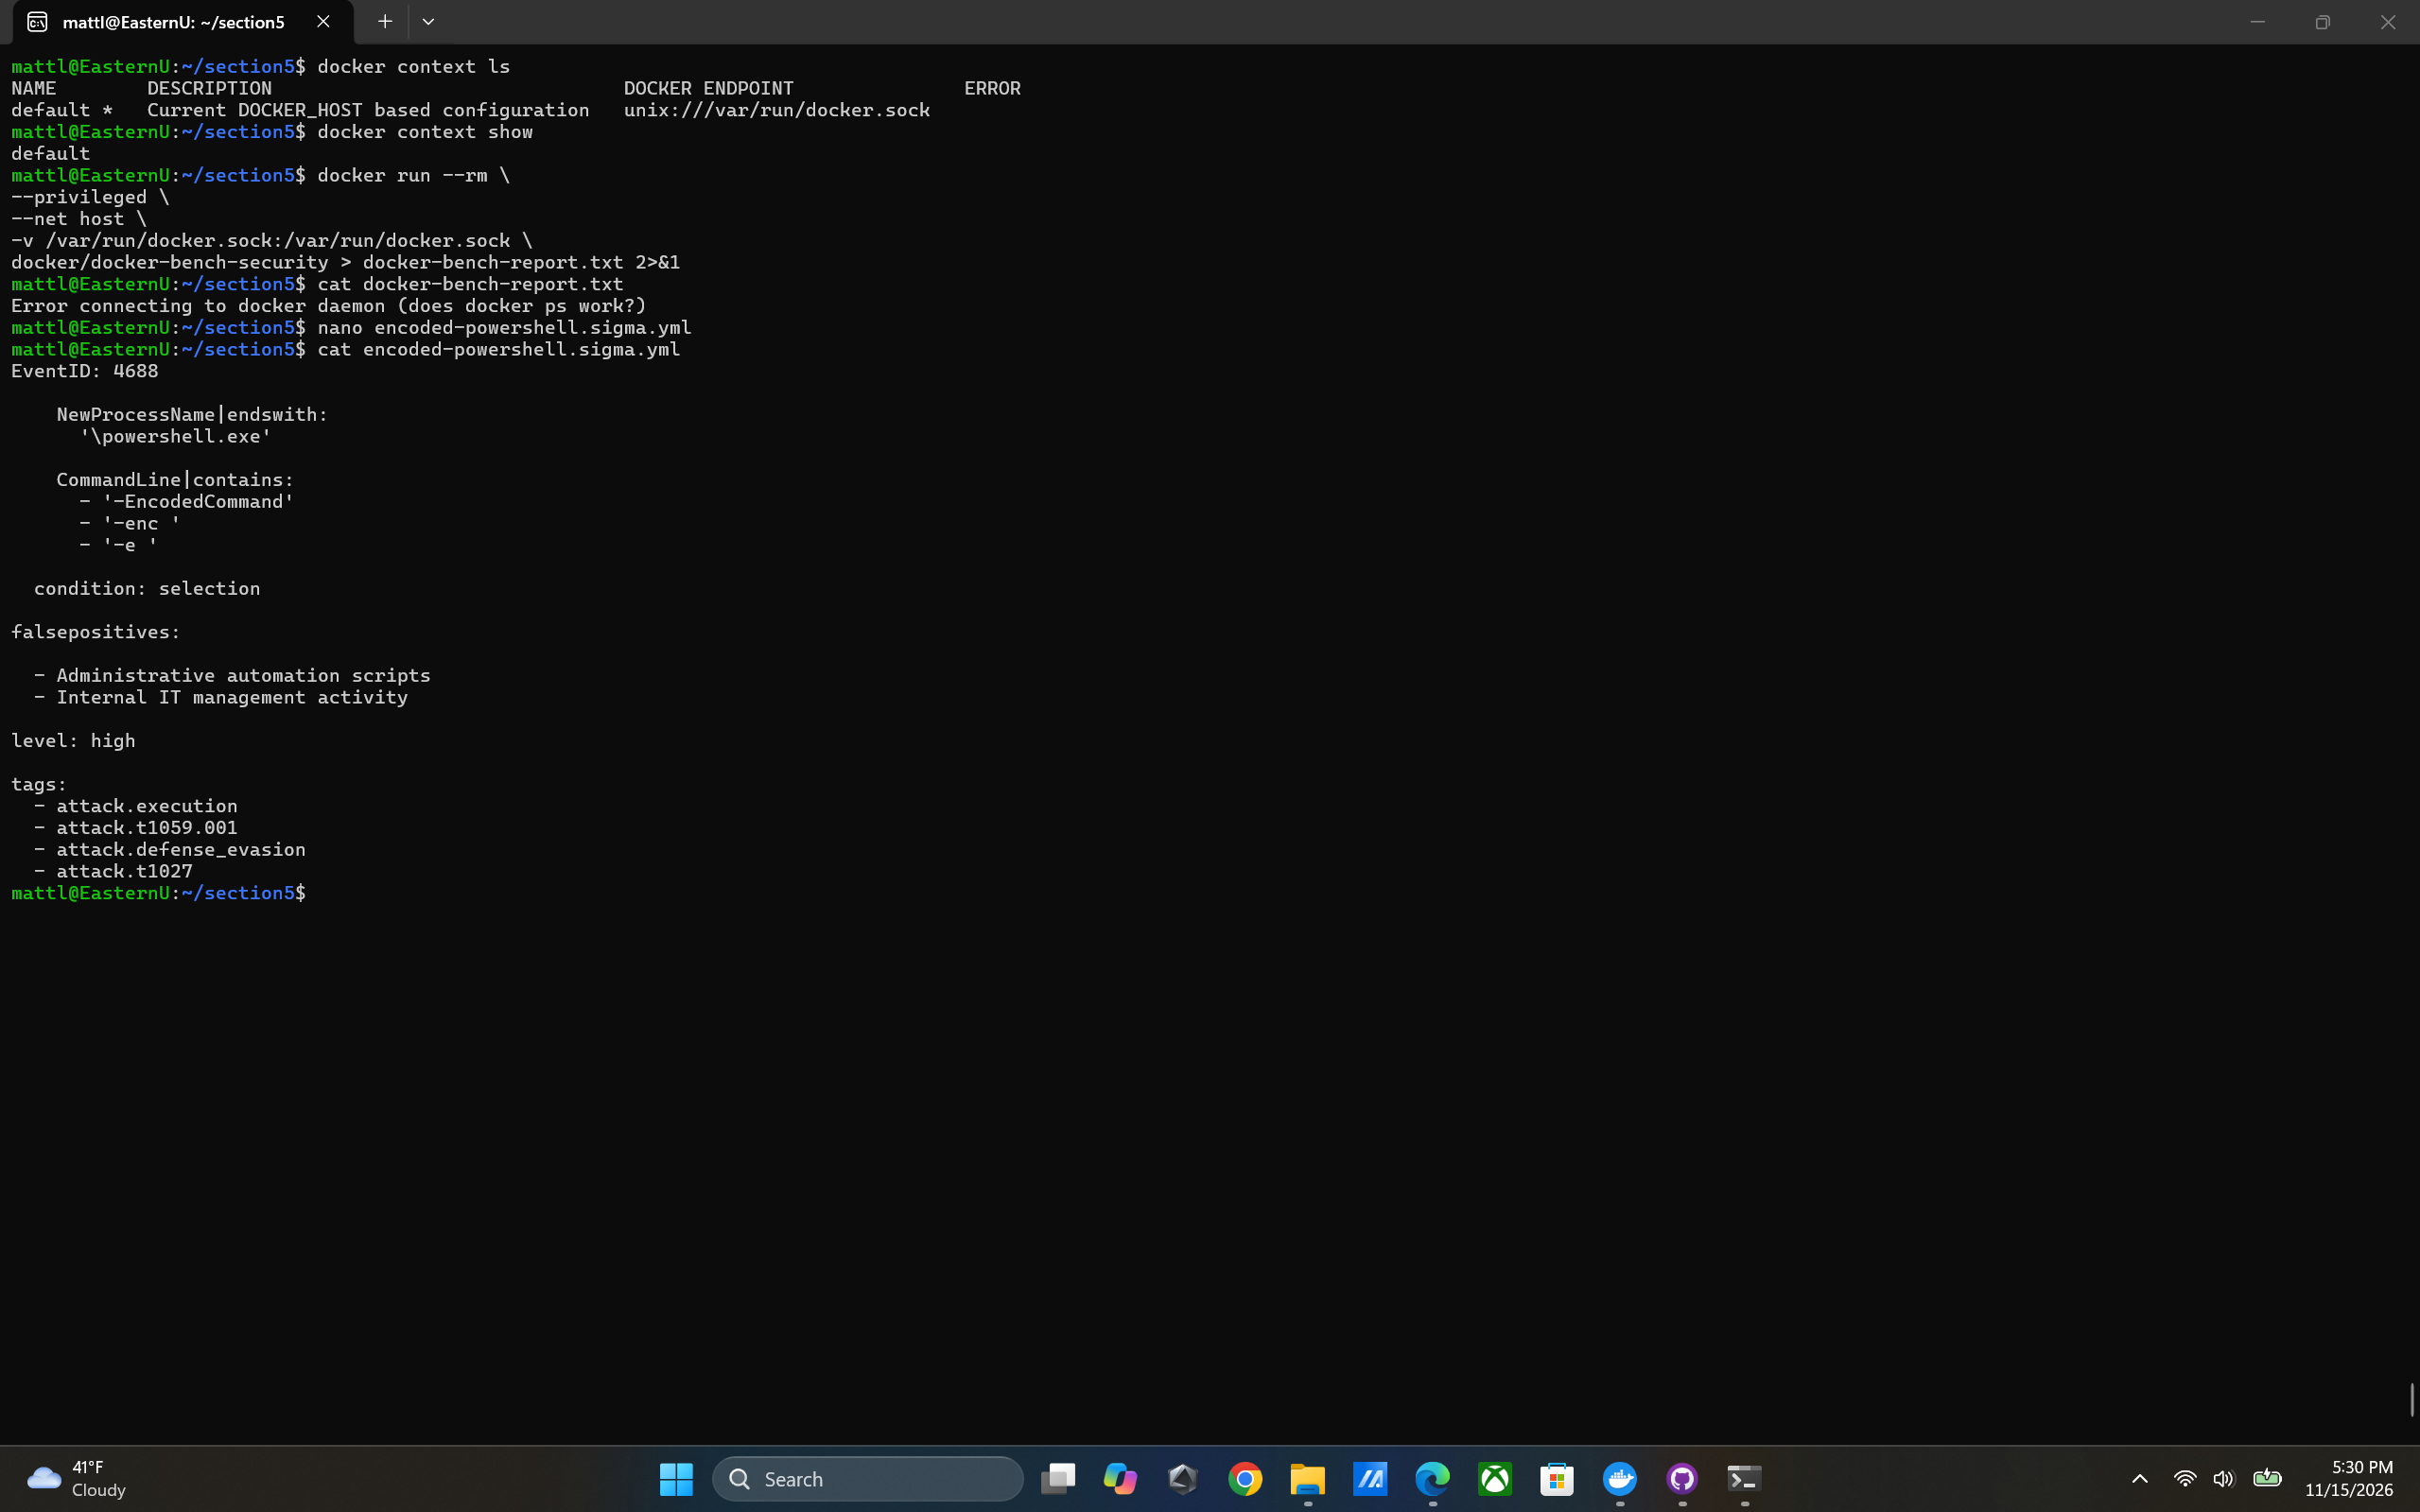 mattl@EasternU: ~/section5
mattl@EasternU:~/section5$ docker context ls
NAME        DESCRIPTION                               DOCKER ENDPOINT               ERROR
default *   Current DOCKER_HOST based configuration   unix:///var/run/docker.sock
mattl@EasternU:~/section5$ docker context show
default
mattl@EasternU:~/section5$ docker run --rm \
--privileged \
--net host \
-v /var/run/docker.sock:/var/run/docker.sock \
docker/docker-bench-security > docker-bench-report.txt 2>&1
mattl@EasternU:~/section5$ cat docker-bench-report.txt
Error connecting to docker daemon (does docker ps work?)
mattl@EasternU:~/section5$ nano encoded-powershell.sigma.yml
mattl@EasternU:~/section5$ cat encoded-powershell.sigma.yml
EventID: 4688

    NewProcessName|endswith:
      '\powershell.exe'

    CommandLine|contains:
      - '-EncodedCommand'
      - '-enc '
      - '-e '

  condition: selection

falsepositives:

  - Administrative automation scripts
  - Internal IT management activity

level: high

tags:
  - attack.execution
  - attack.t1059.001
  - attack.defense_evasion
  - attack.t1027
mattl@EasternU:~/section5$
41°F
Cloudy
Search
5:30 PM
11/15/2026